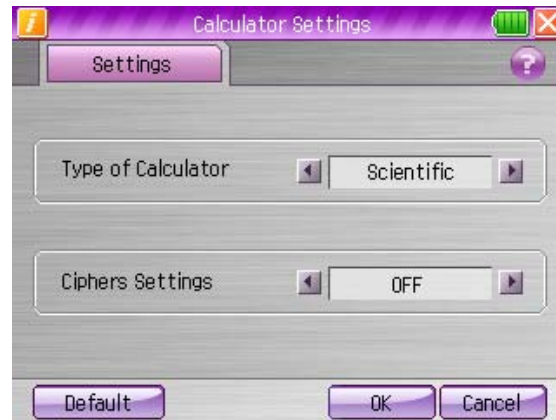 Calculator Settings
Settings
?
Type of Calculator Scientific
Ciphers Settings OFF
Default OK Cancel